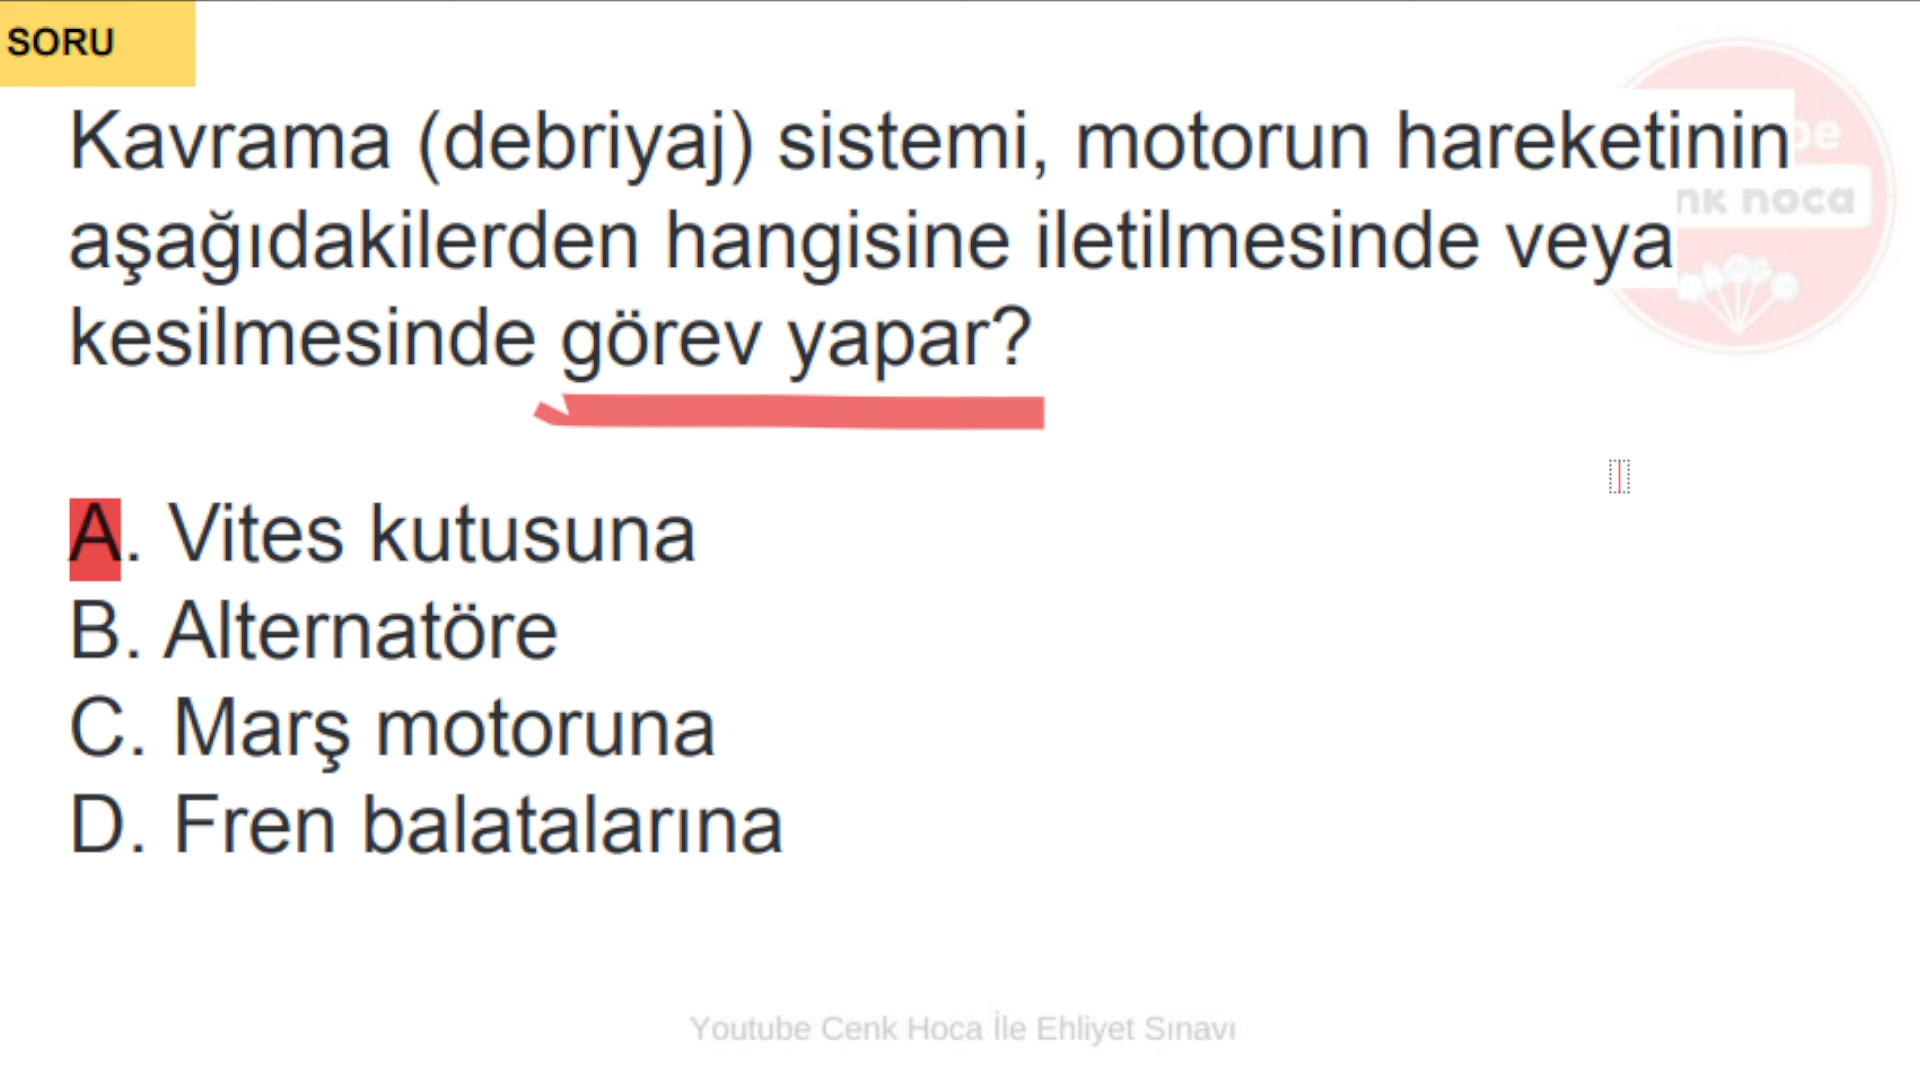 SORU
Kavrama (debriyaj) sistemi, motorun hareketinin
aşağıdakilerden hangisine iletilmesinde veya
kesilmesinde görev yapar?
A. Vites kutusuna
B. Alternatöre
C. Marş motoruna
D. Fren balatalarına
Youtube Cenk Hoca İle Ehliyet Sınavı